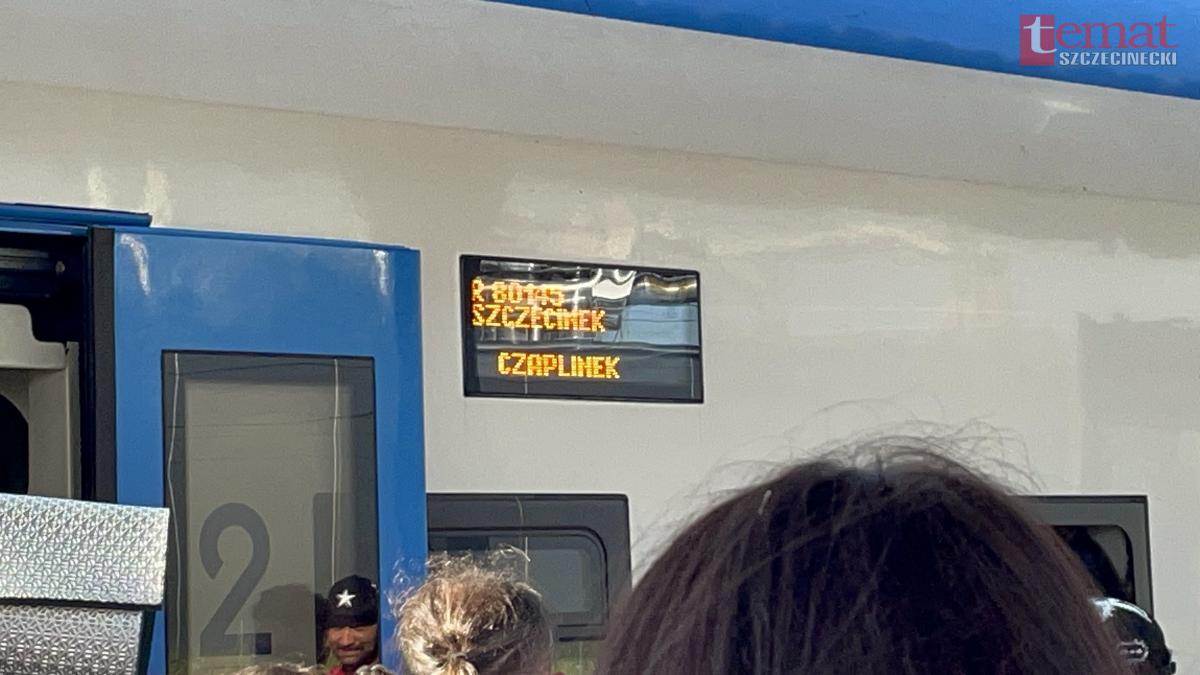 temat
SZCZECINECKI
R 80145
SZCZECINEK
CZAPLINEK
2